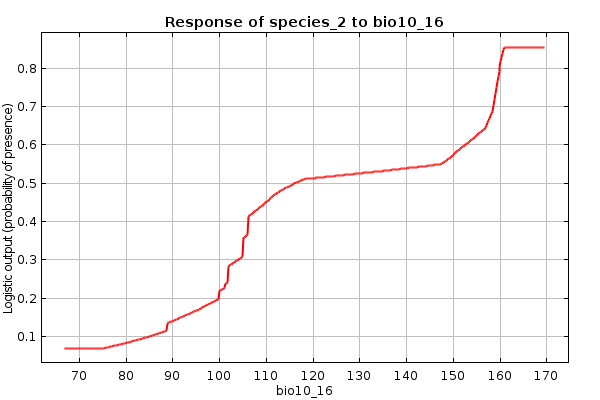 Response of species_2 to bio10_16
Logistic output (probability of presence)
0.8
0.7
0.6
0.5
0.4
0.3
0.2
0.1
70 80 90 100 110 120 130 140 150 160 170
bio10_16